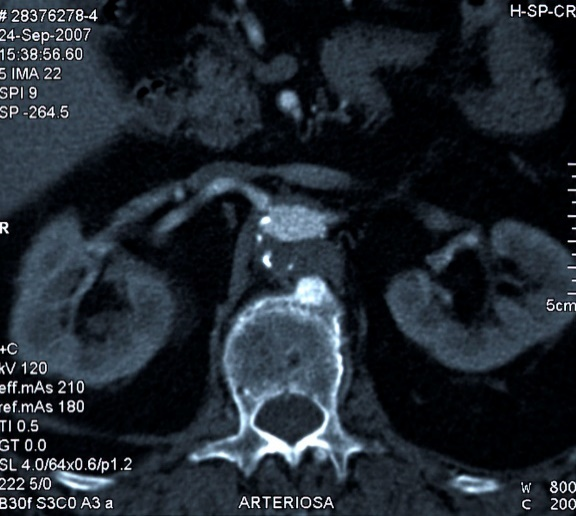 # 28376278-4
H-SP-CR
24-Sep-2007
15:38:56.60
5 IMA 22
SPI 9
SP -264.5
R
5cm
+C
kV 120
eff.mAs 210
ref.mAs 180
TI 0.5
GT 0.0
SL 4.0/64x0.6/p1.2
222 5/0
B30f S3C0 A3 a
ARTERIOSA
W 800
C 200